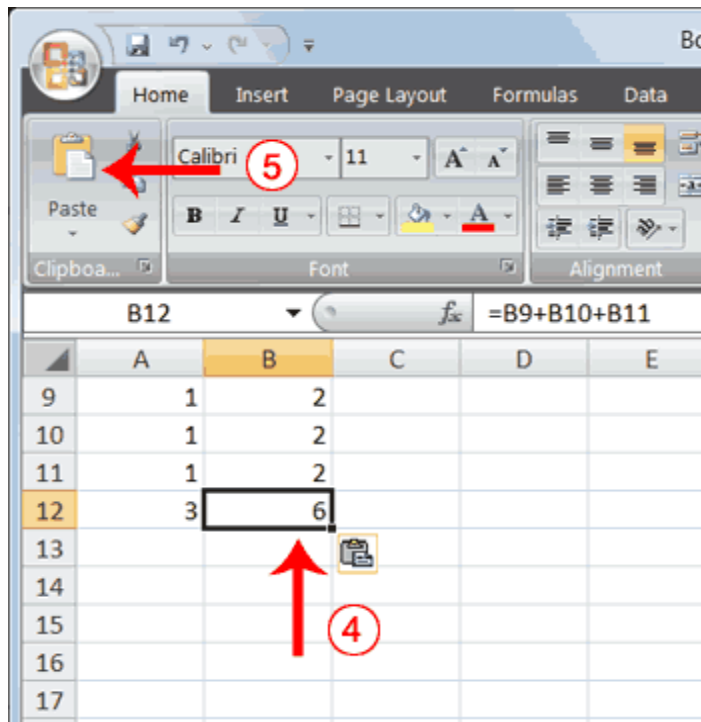 Bo
Home Insert Page Layout Formulas Data
Calibri 11 A A
5
Paste
B I U A
Clipboa... Font Alignment
B12 fx =B9+B10+B11
A B C D E
9 1 2
10 1 2
11 1 2
12 3 6
13
14
15 4
16
17